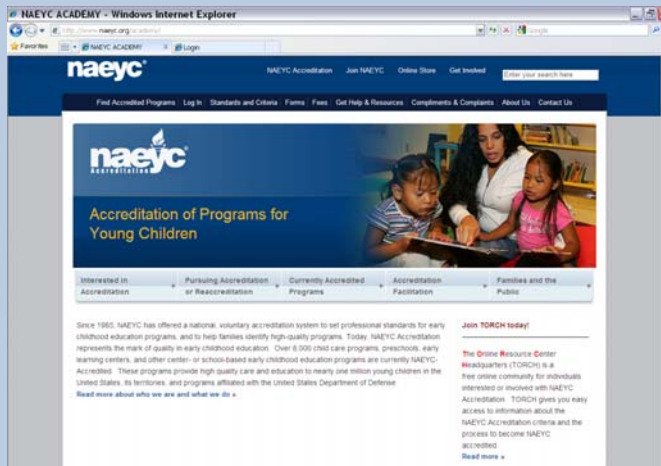 NAEYC ACADEMY - Windows Internet Explorer
http://www.naeyc.org/academy/
Google
Favorites
NAEYC ACADEMY
Login
naeyc
NAEYC Accreditation Join NAEYC Online Store Get Involved
Enter your search here
Find Accredited Programs Log In Standards and Criteria Forms Fees Get Help & Resources Compliments & Complaints About Us Contact Us
naeyc
Accreditation
Accreditation of Programs for
Young Children
Interested in
Accreditation
Pursuing Accreditation
or Reaccreditation
Currently Accredited
Programs
Accreditation
Facilitation
Families and the
Public
Since 1985, NAEYC has offered a national, voluntary accreditation system to set professional standards for early
childhood education programs, and to help families identify high-quality programs. Today, NAEYC Accreditation
represents the mark of quality in early childhood education. Over 8,000 child care programs, preschools, early
learning centers, and other center- or school-based early childhood education programs are currently NAEYC-
Accredited. These programs provide high quality care and education to nearly one million young children in the
United States, its territories, and programs affiliated with the United States Department of Defense
Read more about who we are and what we do »
Join TORCH today!
The Online Resource Center
Headquarters (TORCH) is a
free online community for individuals
interested or involved with NAEYC
Accreditation. TORCH gives you easy
access to information about the
NAEYC Accreditation criteria and the
process to become NAEYC
accredited.
Read more »